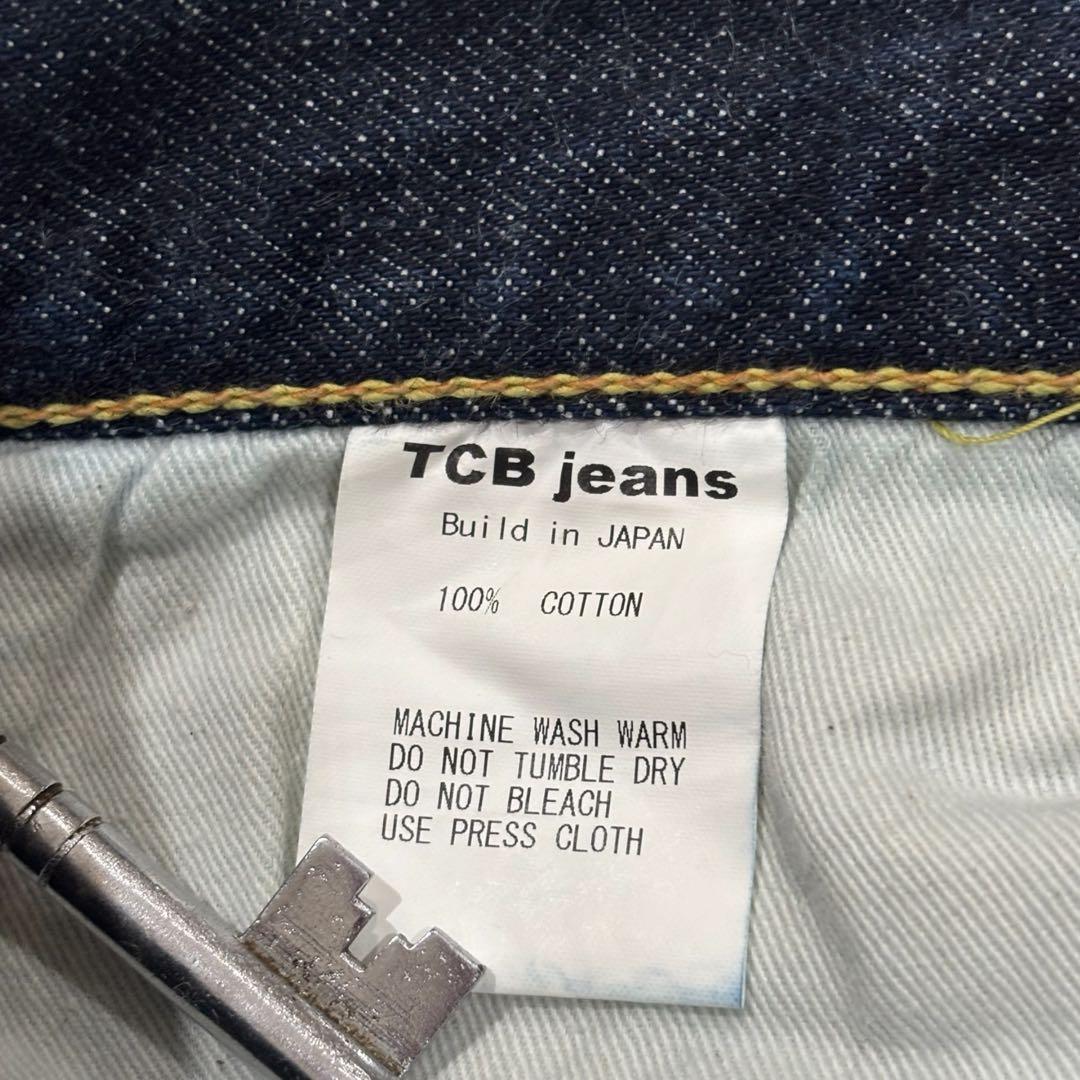 TCB jeans
Build in JAPAN
100% COTTON
MACHINE WASH WARM
DO NOT TUMBLE DRY
DO NOT BLEACH
USE PRESS CLOTH